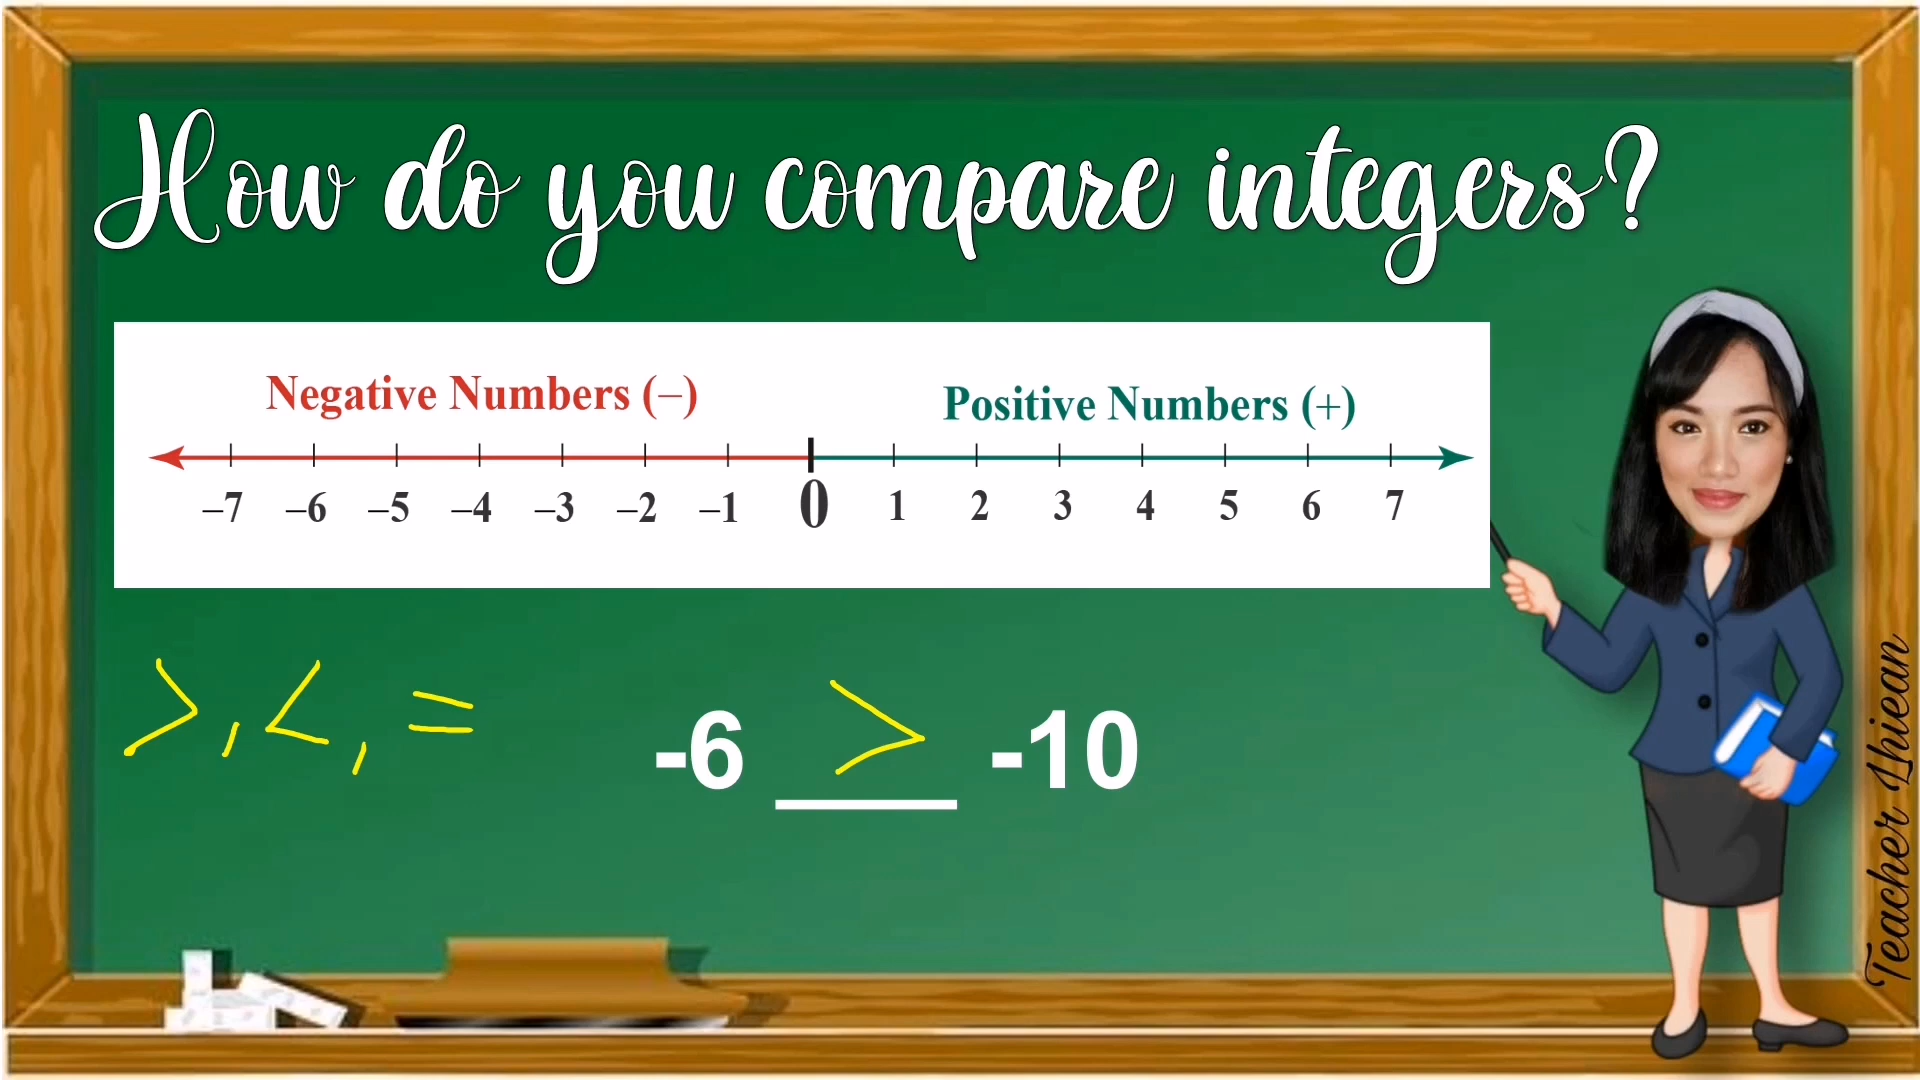 How do you compare integers?
Negative Numbers (–) Positive Numbers (+)
–7 –6 –5 –4 –3 –2 –1 0 1 2 3 4 5 6 7
>, <, = -6 > -10
Teacher Lhiean